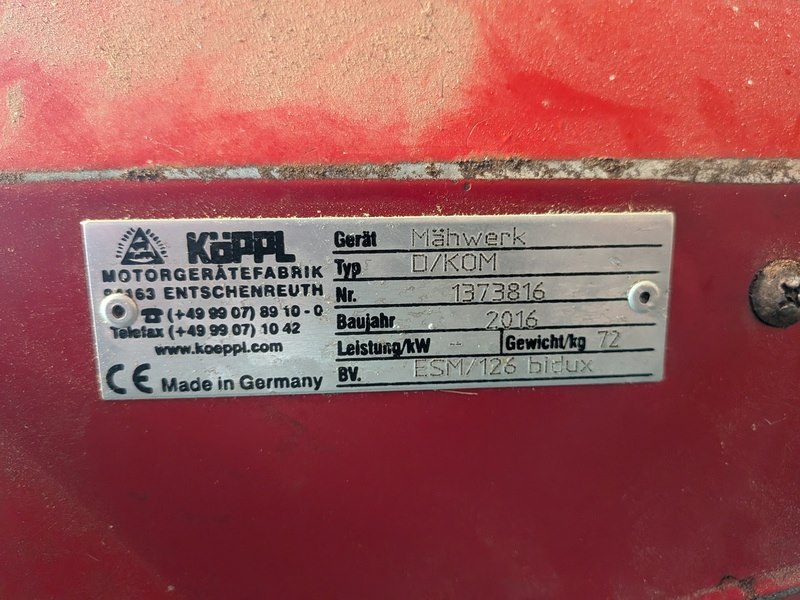 KÖPPL
MOTORGERÄTEFABRIK
163 ENTSCHENREUTH
☎ (+49 99 07) 89 10 - 0
Telefax (+49 99 07) 10 42
www.koeppl.com
CE Made in Germany
Gerät Mähwerk
Typ D/KOM
Nr. 1373816
Baujahr 2016
Leistung/kW - Gewicht/kg 72
BV. ESM/126 bidux